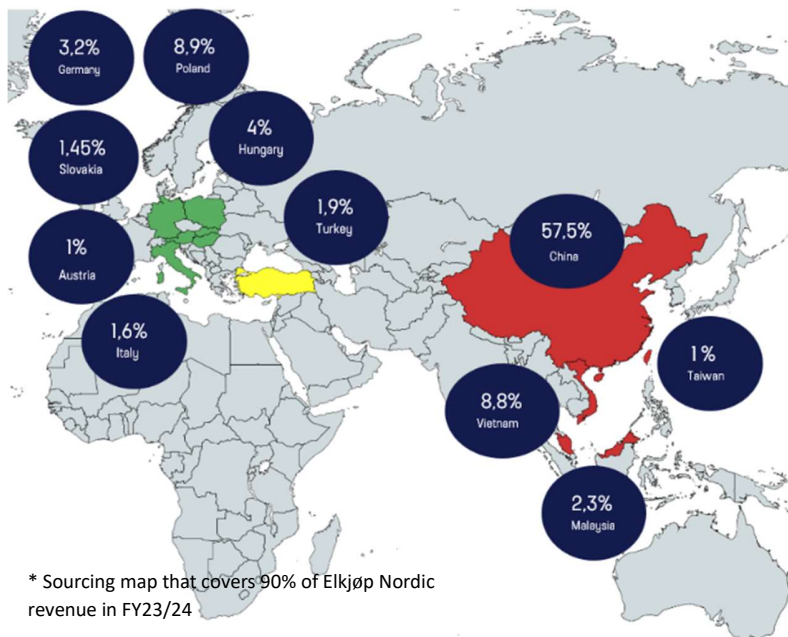 3,2%
Germany
8,9%
Poland
1,45%
Slovakia
4%
Hungary
1,9%
Turkey
57,5%
China
1%
Austria
1,6%
Italy
1%
Taiwan
8,8%
Vietnam
2,3%
Malaysia
* Sourcing map that covers 90% of Elkjøp Nordic
revenue in FY23/24